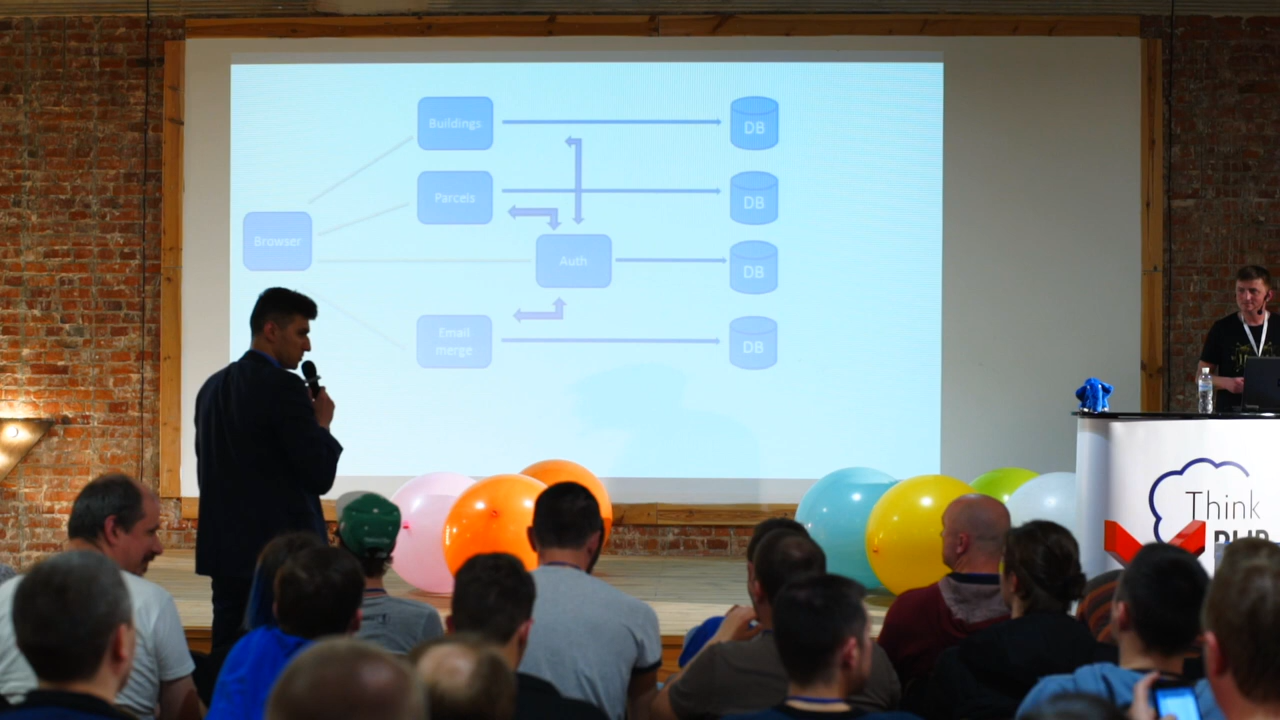 Buildings
DB
Parcels
DB
Browser
Auth
DB
Email
merge
DB
Think
PHP